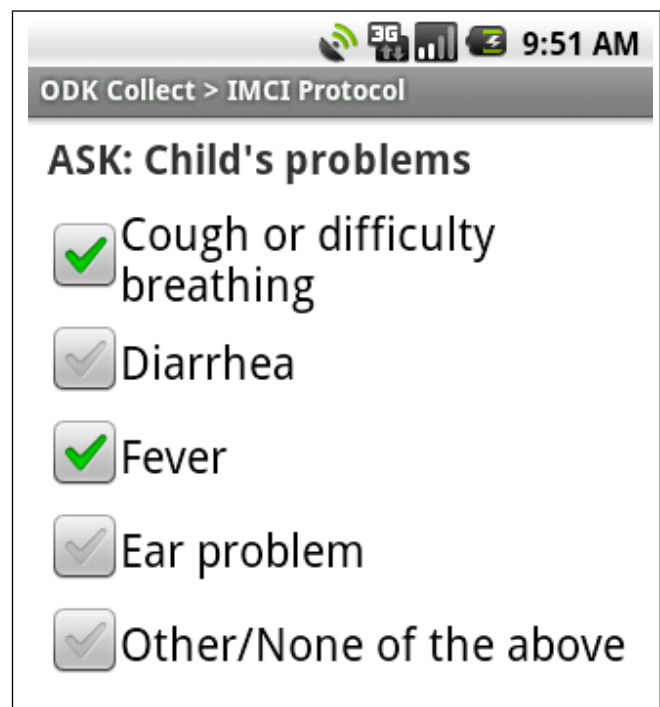 3G 9:51 AM
ODK Collect > IMCI Protocol
ASK: Child's problems
Cough or difficulty
breathing
Diarrhea
Fever
Ear problem
Other/None of the above